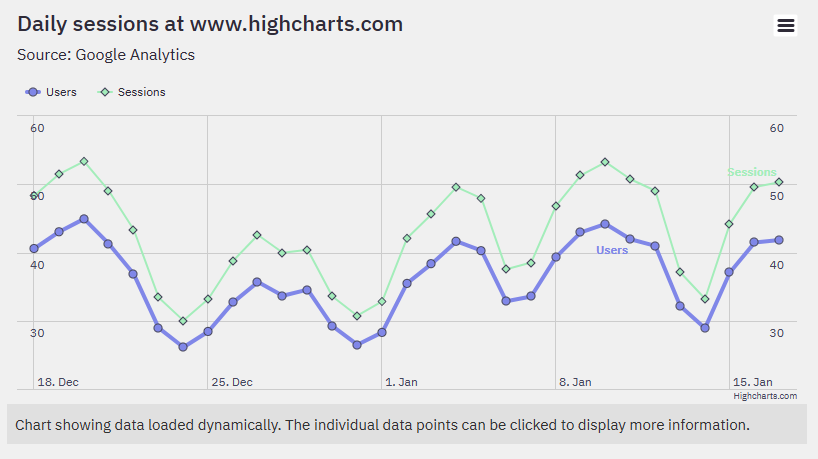 Daily sessions at www.highcharts.com
Source: Google Analytics
Users Sessions
60 60
Sessions
50 50
Users
40 40
30 30
18. Dec 25. Dec 1. Jan 8. Jan 15. Jan
Highcharts.com
Chart showing data loaded dynamically. The individual data points can be clicked to display more information.